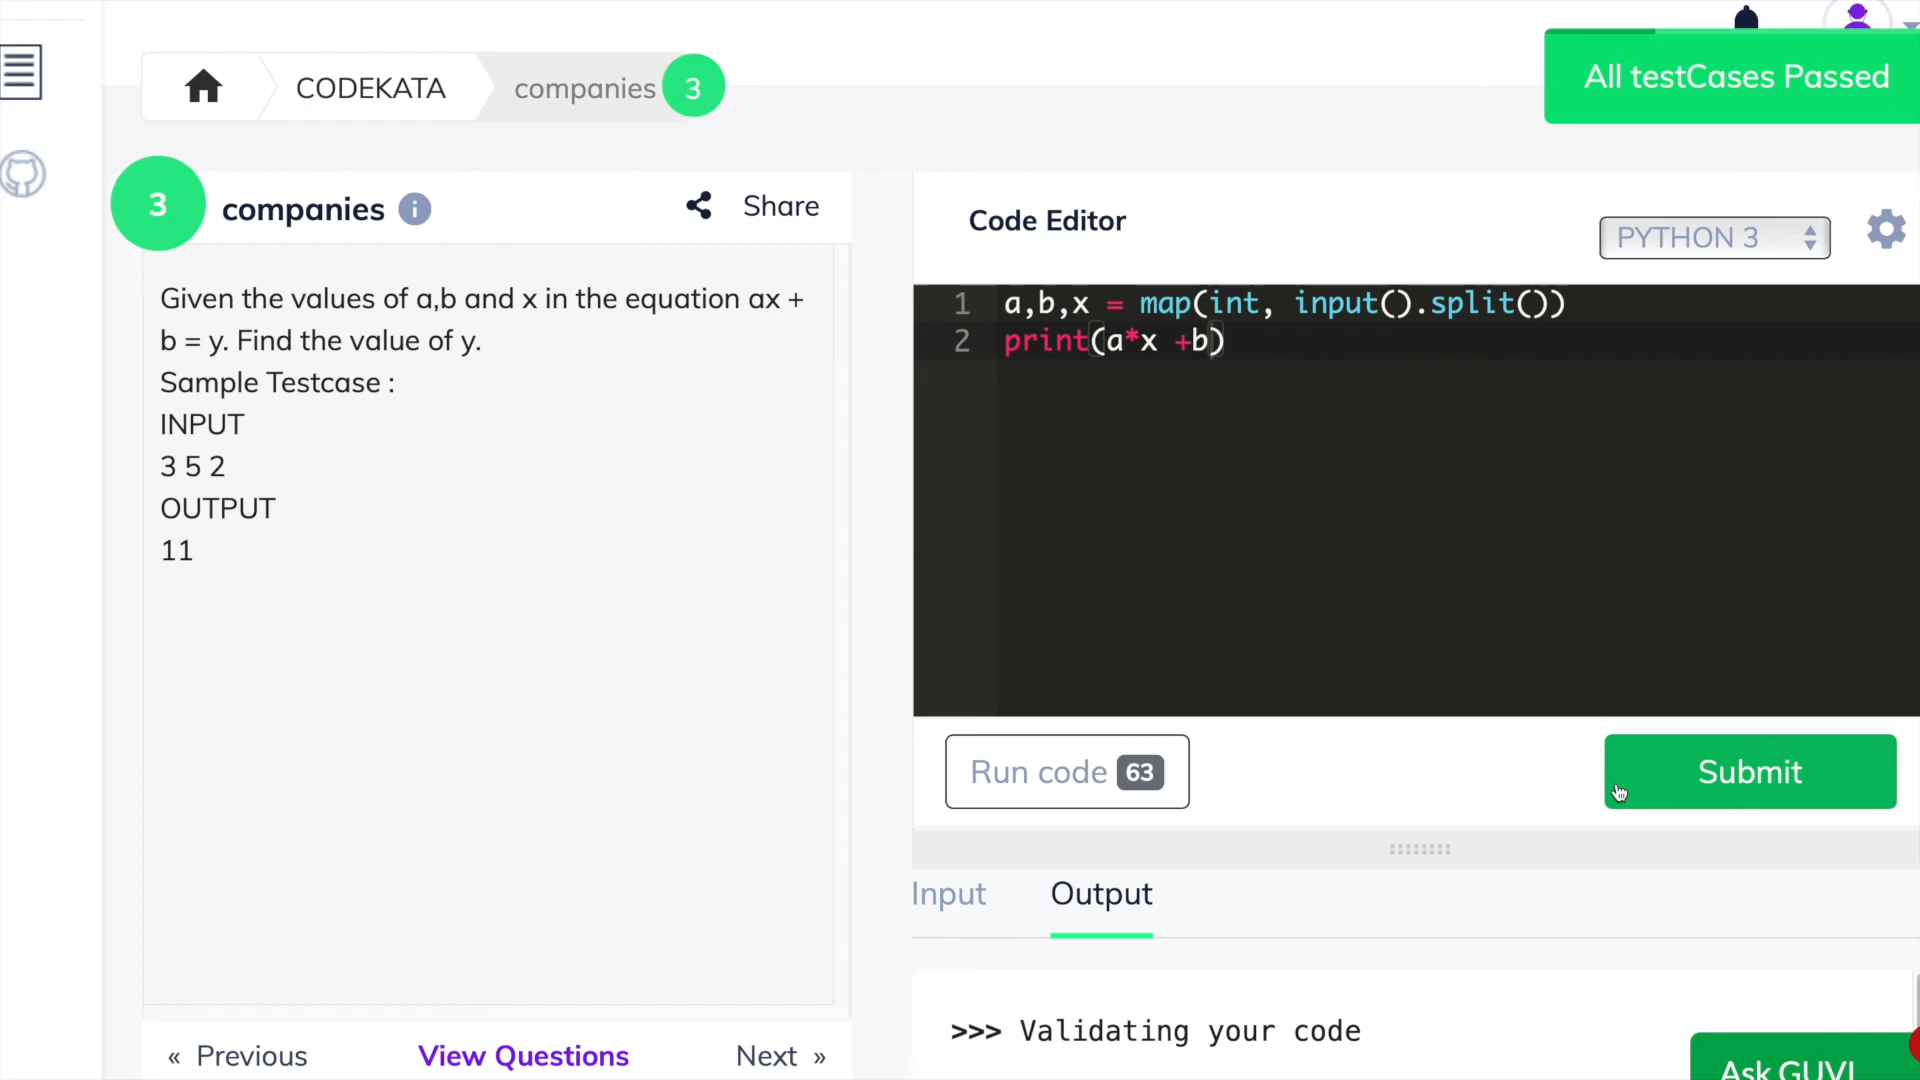 All testCases Passed
CODEKATA
companies 3
3 companies
Share
Given the values of a,b and x in the equation ax +
b = y. Find the value of y.
Sample Testcase :
INPUT
3 5 2
OUTPUT
11
« Previous
View Questions
Next »
Code Editor
PYTHON 3
1 a,b,x = map(int, input().split())
2 print(a*x +b)
Run code 63
Submit
Input
Output
>>> Validating your code
Ask GUVI